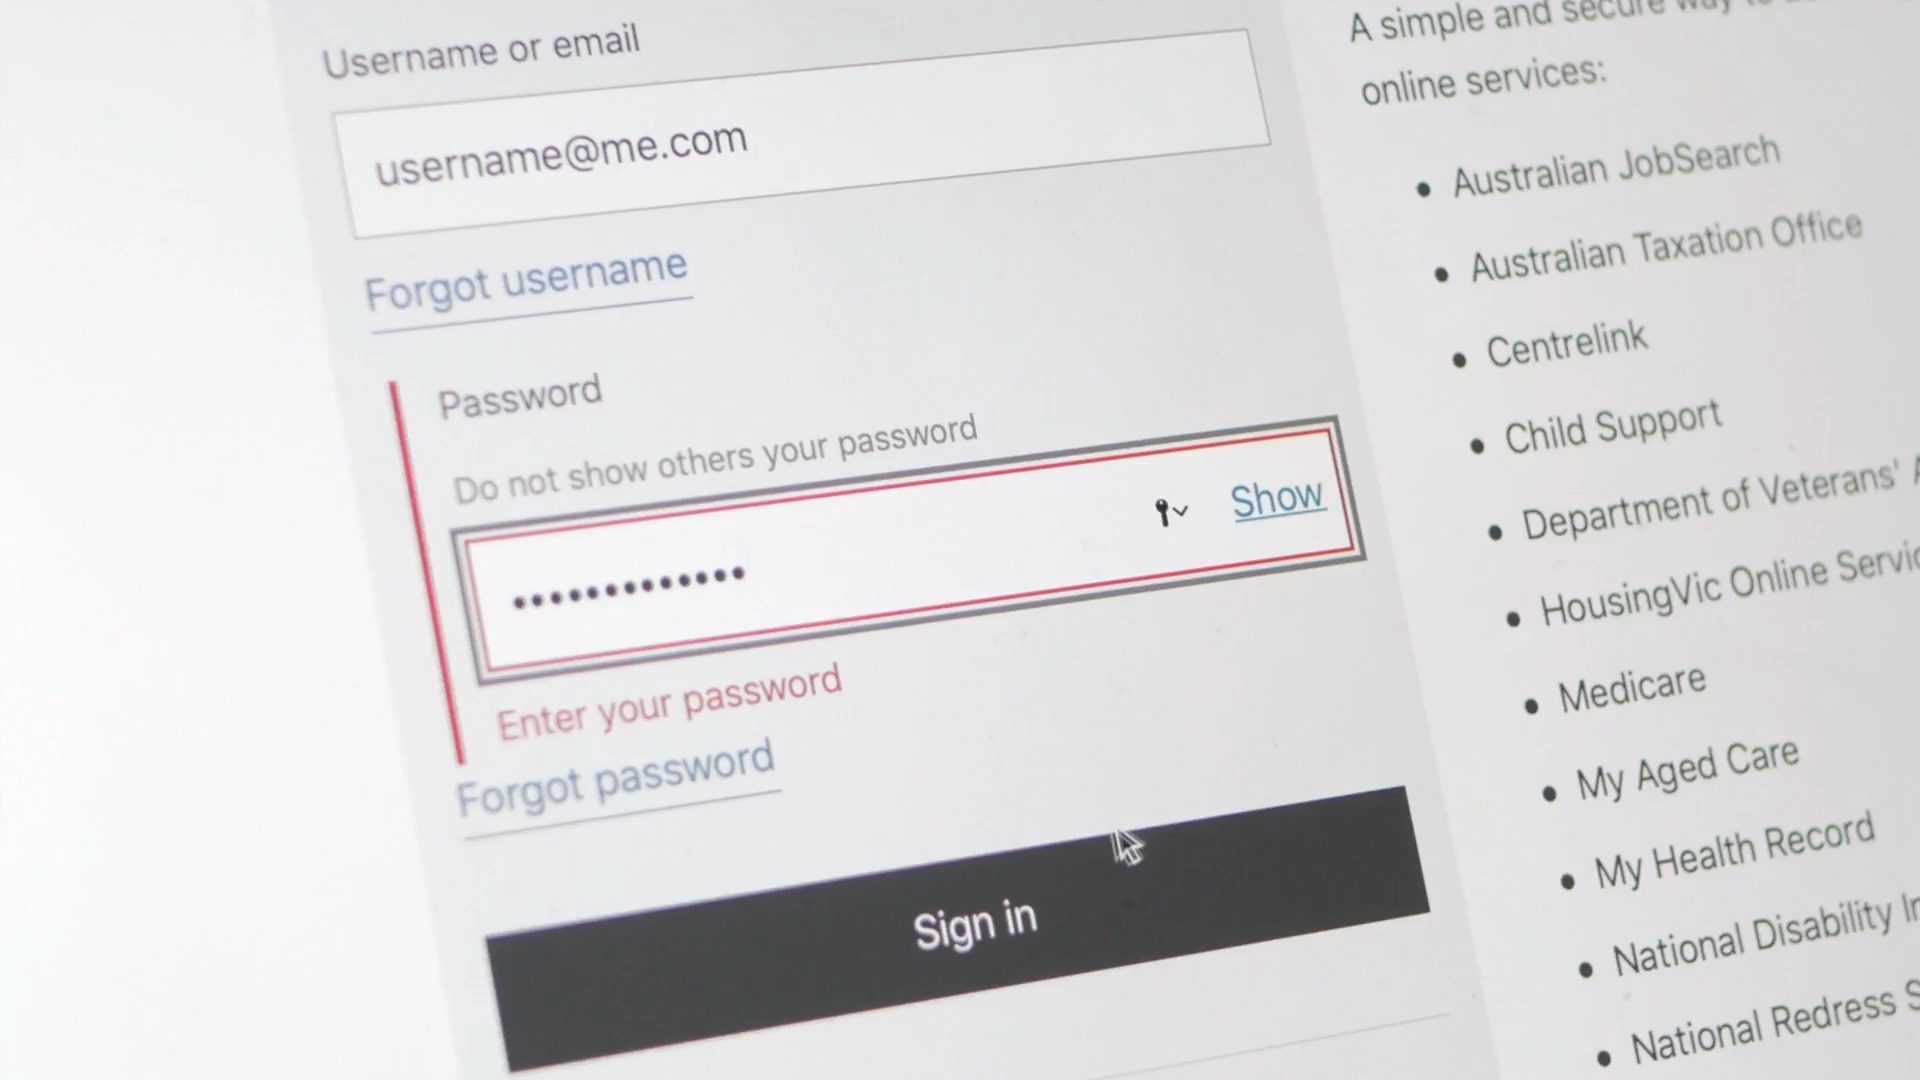 Username or email
username@me.com
Forgot username
Password
Do not show others your password
Show
Enter your password
Forgot password
Sign in
A simple and secure way to
online services:
Australian JobSearch
Australian Taxation Office
Centrelink
Child Support
Department of Veterans'
HousingVic Online
Medicare
My Aged Care
My Health Record
National Disability
National Redress